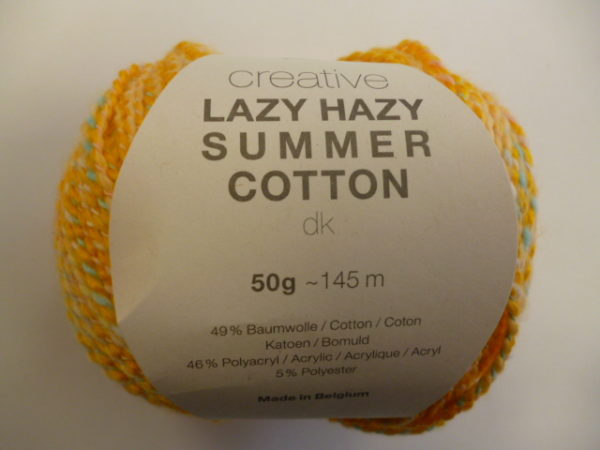 creative
LAZY HAZY
SUMMER
COTTON
dk
50g ~145 m
49% Baumwolle / Cotton / Coton
Katoen / Bomuld
46% Polyacryl / Acrylic / Acrylique / Acryl
5% Polyester
Made in Belgium